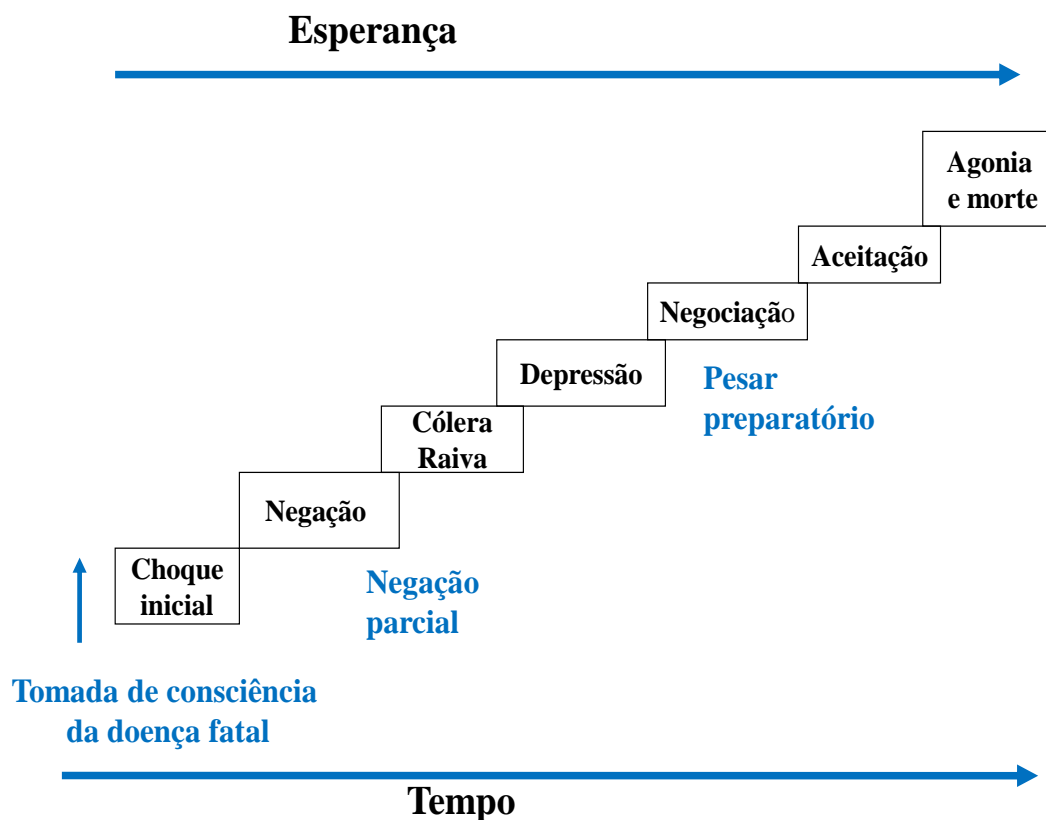 Esperança
Agonia
e morte
Aceitação
Negociação
Depressão
Pesar
preparatório
Cólera
Raiva
Negação
Choque
inicial
Negação
parcial
Tomada de consciência
da doença fatal
Tempo